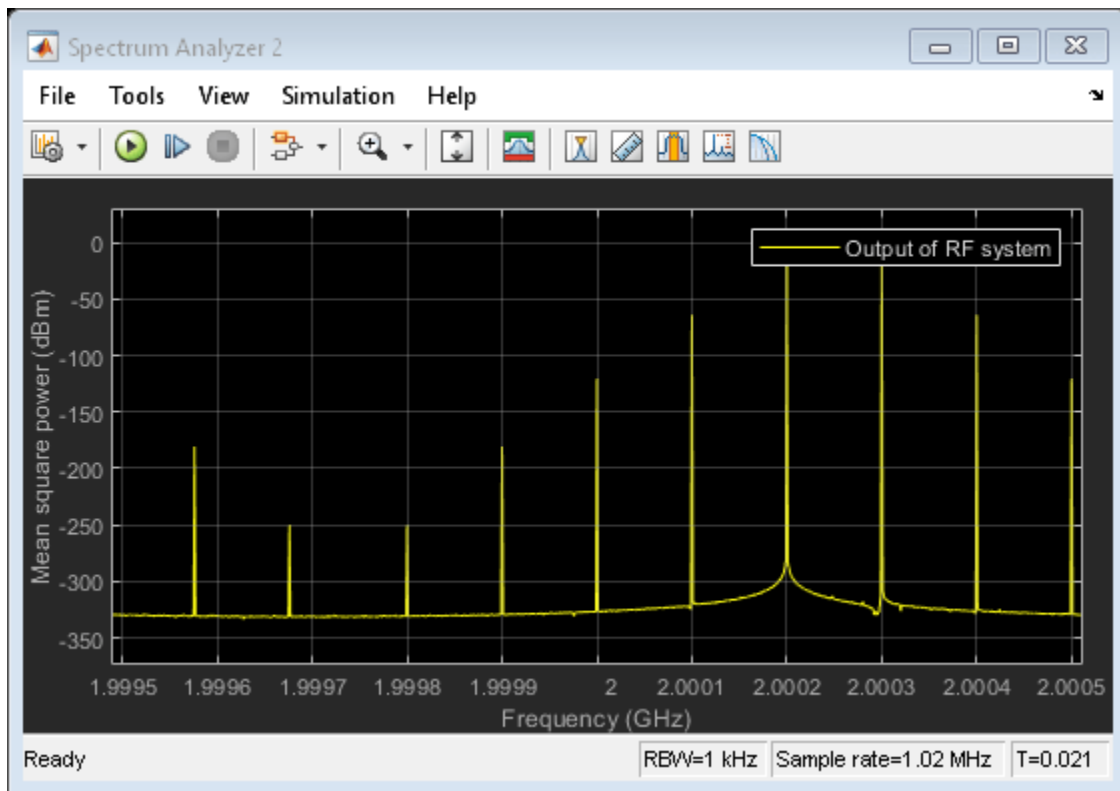 Spectrum Analyzer 2
File Tools View Simulation Help
Output of RF system
Mean square power (dBm)
0
-50
-100
-150
-200
-250
-300
-350
1.9995 1.9996 1.9997 1.9998 1.9999 2 2.0001 2.0002 2.0003 2.0004 2.0005
Frequency (GHz)
Ready RBW=1 kHz Sample rate=1.02 MHz T=0.021